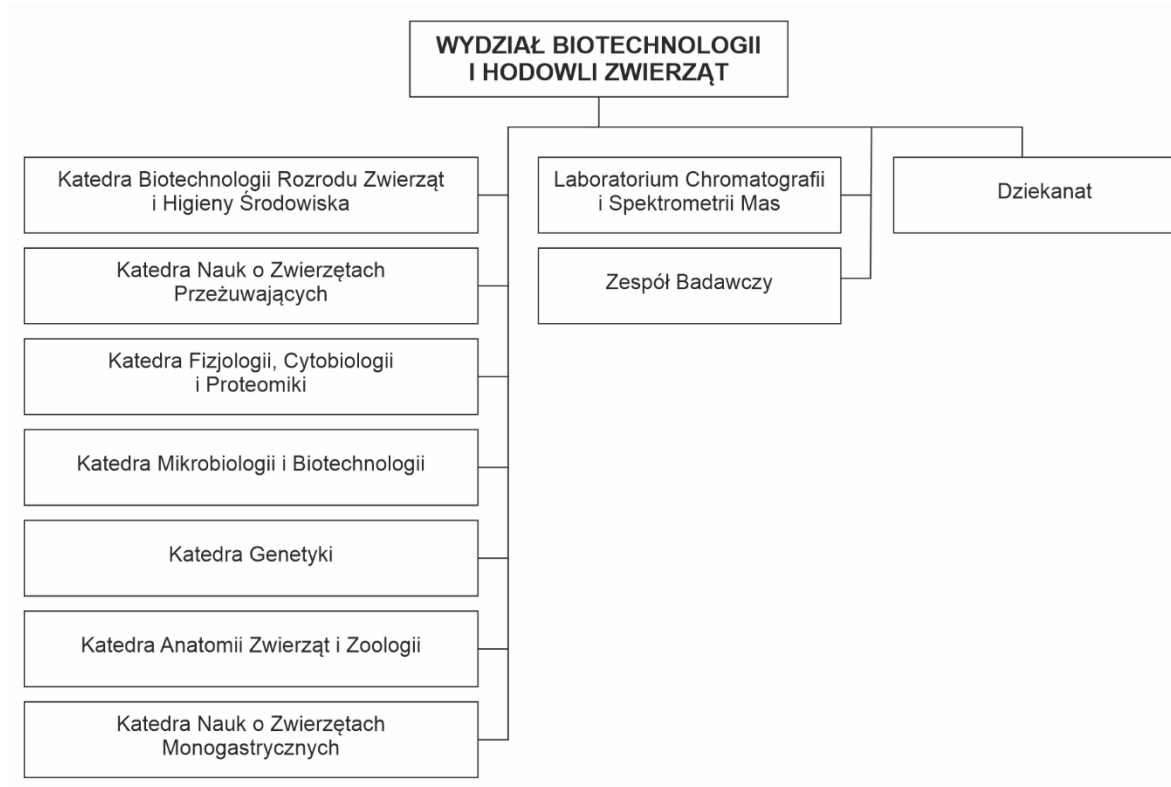 WYDZIAŁ BIOTECHNOLOGII
I HODOWLI ZWIERZĄT
Katedra Biotechnologii Rozrodu Zwierząt
i Higieny Środowiska
Katedra Nauk o Zwierzętach
Przeżuwających
Katedra Fizjologii, Cytobiologii
i Proteomiki
Katedra Mikrobiologii i Biotechnologii
Katedra Genetyki
Katedra Anatomii Zwierząt i Zoologii
Katedra Nauk o Zwierzętach
Monogastrycznych
Laboratorium Chromatografii
i Spektrometrii Mas
Zespół Badawczy
Dziekanat